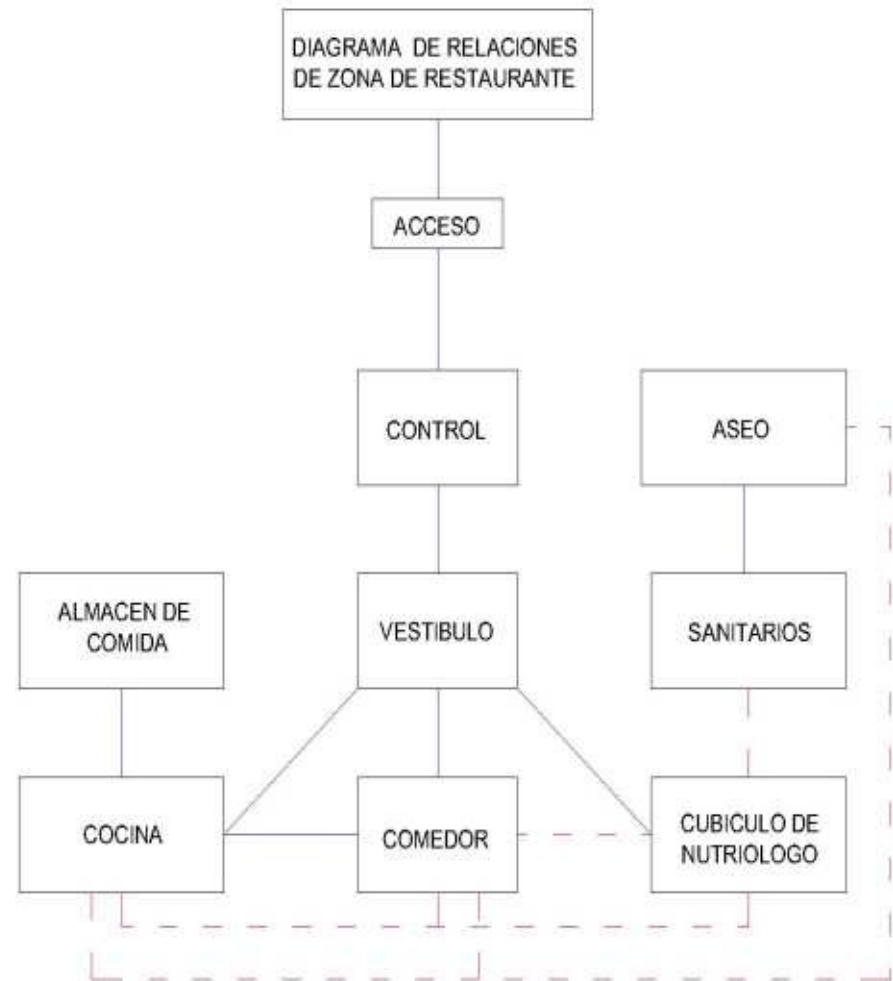 DIAGRAMA DE RELACIONES
DE ZONA DE RESTAURANTE
ACCESO
CONTROL
ASEO
ALMACEN DE
COMIDA
VESTIBULO
SANITARIOS
COCINA
COMEDOR
CUBICULO DE
NUTRIOLOGO